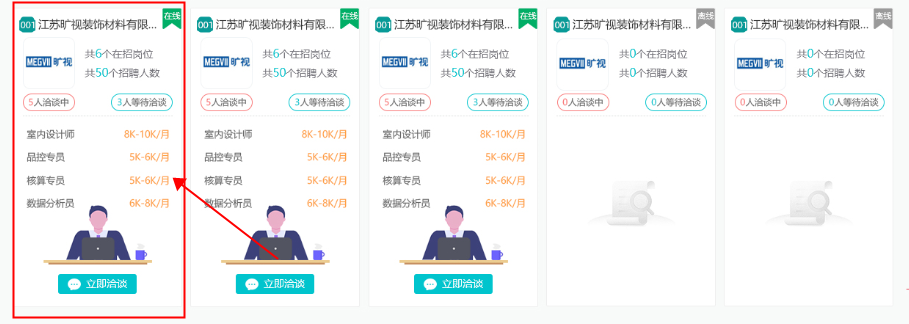 001 江苏旷视装饰材料有限... 在线
MEGVII 旷视
共6个在招岗位
共50个招聘人数
5人洽谈中
3人等待洽谈
室内设计师 8K-10K/月
品控专员 5K-6K/月
核算专员 5K-6K/月
数据分析员 6K-8K/月
立即洽谈
001 江苏旷视装饰材料有限... 在线
MEGVII 旷视
共6个在招岗位
共50个招聘人数
5人洽谈中
3人等待洽谈
室内设计师 8K-10K/月
品控专员 5K-6K/月
核算专员 5K-6K/月
数据分析员 6K-8K/月
立即洽谈
001 江苏旷视装饰材料有限... 在线
MEGVII 旷视
共6个在招岗位
共50个招聘人数
5人洽谈中
3人等待洽谈
室内设计师 8K-10K/月
品控专员 5K-6K/月
核算专员 5K-6K/月
数据分析员 6K-8K/月
立即洽谈
001 江苏旷视装饰材料有限... 离线
MEGVII 旷视
共0个在招岗位
共0个招聘人数
0人洽谈中
0人等待洽谈
001 江苏旷视装饰材料有限... 离线
MEGVII 旷视
共0个在招岗位
共0个招聘人数
0人洽谈中
0人等待洽谈